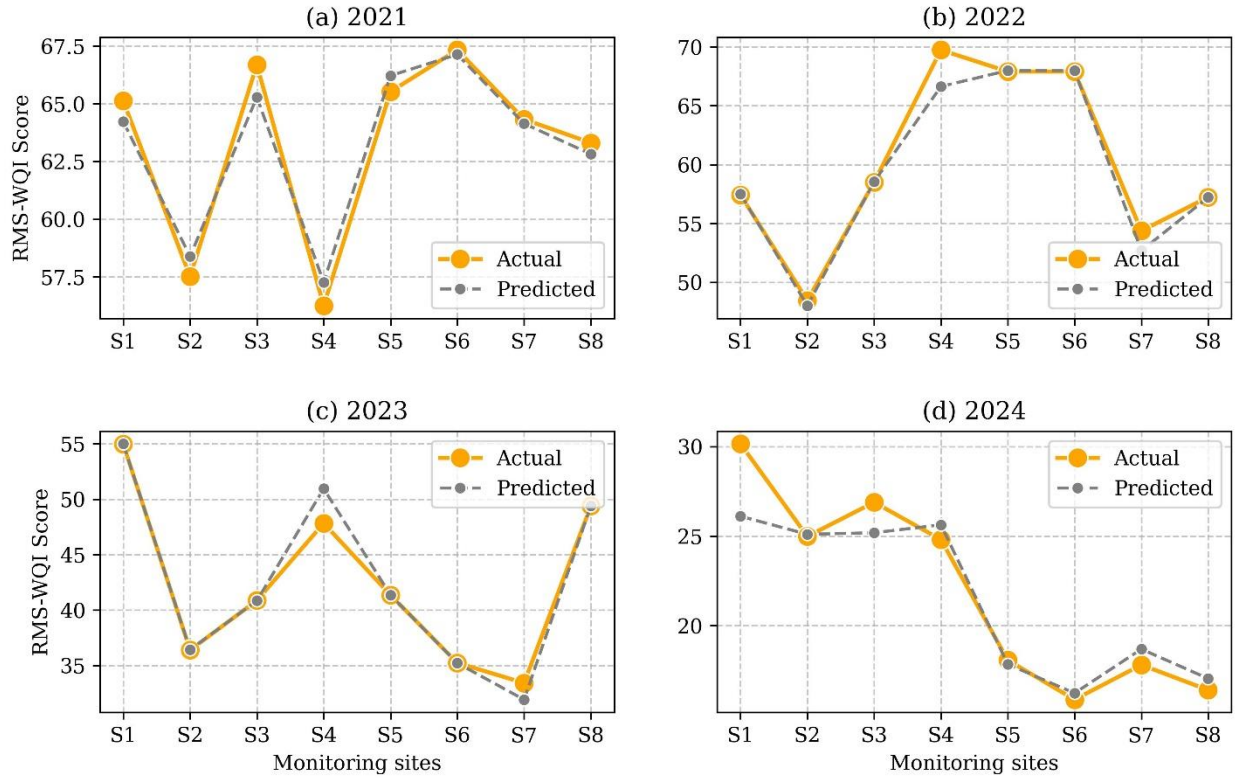 (a) 2021
RMS-WQI Score
67.5
65.0
62.5
60.0
57.5
Actual
Predicted
S1 S2 S3 S4 S5 S6 S7 S8
(b) 2022
70
65
60
55
50
Actual
Predicted
S1 S2 S3 S4 S5 S6 S7 S8
(c) 2023
RMS-WQI Score
55
50
45
40
35
Actual
Predicted
S1 S2 S3 S4 S5 S6 S7 S8
Monitoring sites
(d) 2024
30
25
20
Actual
Predicted
S1 S2 S3 S4 S5 S6 S7 S8
Monitoring sites